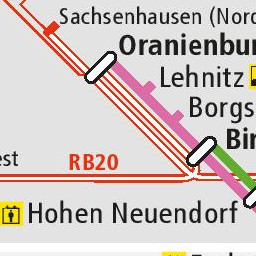 Sachsenhausen (Nord
Oranienbur
Lehnitz
Borgs
Bir
est
RB20
Hohen Neuendorf